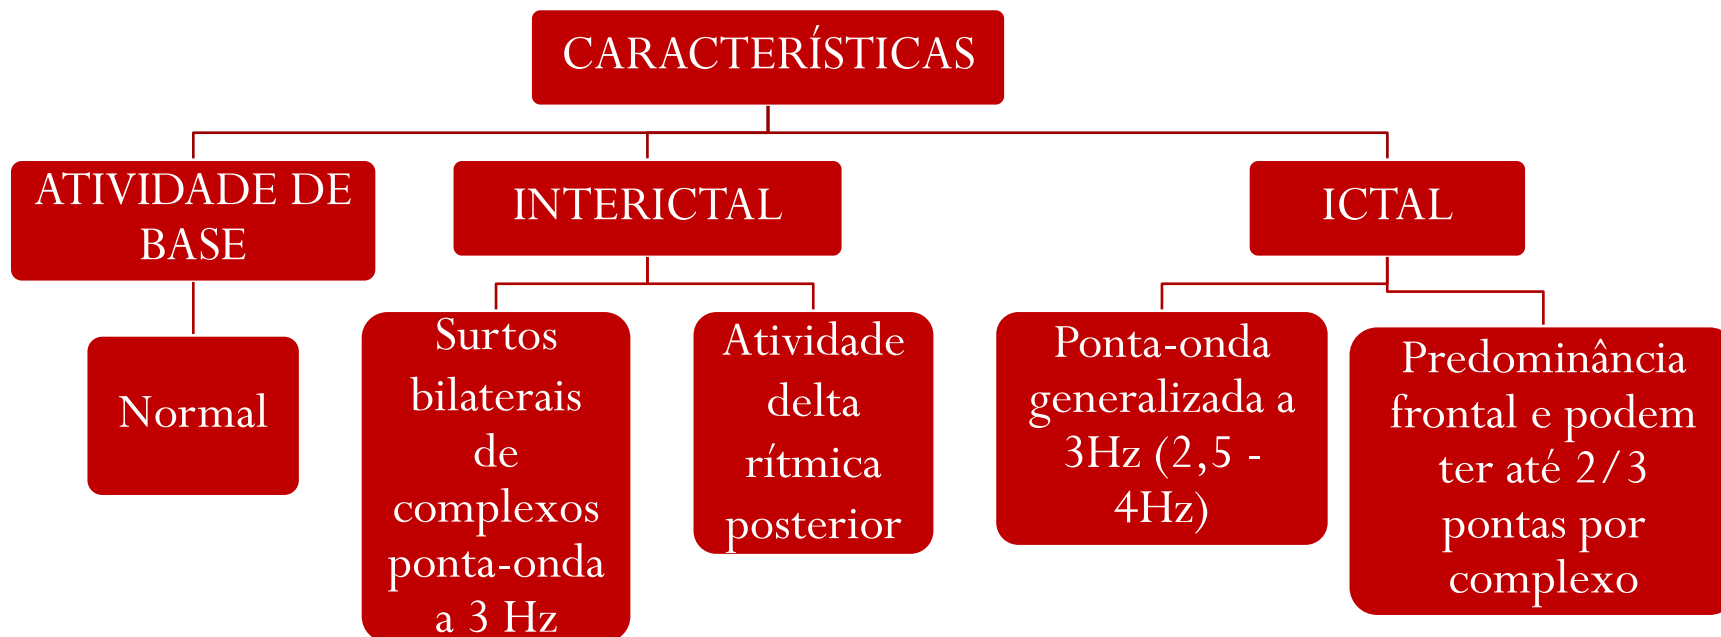 CARACTERÍSTICAS
ATIVIDADE DE
BASE
INTERICTAL
ICTAL
Normal
Surtos
bilaterais
de
complexos
ponta-onda
a 3 Hz
Atividade
delta
rítmica
posterior
Ponta-onda
generalizada a
3Hz (2,5 -
4Hz)
Predominância
frontal e podem
ter até 2/3
pontas por
complexo